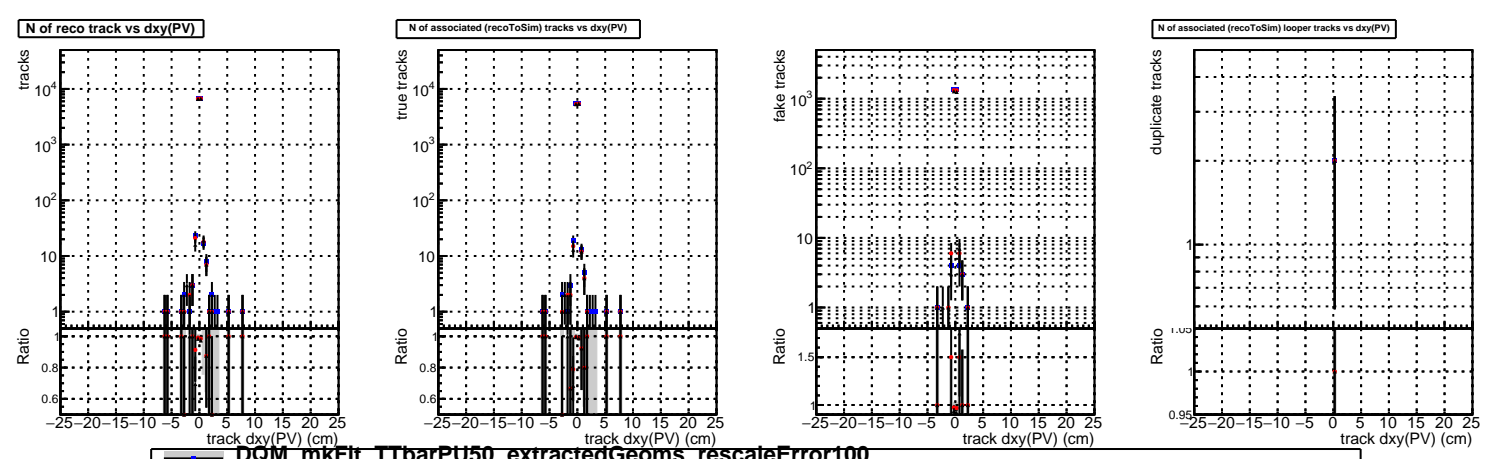 N of reco track vs dxy(PV)
N of associated (recoToSim) tracks vs dxy(PV)
N of associated (recoToSim) looper tracks vs dxy(PV)
tracks
10⁴
10³
10²
10
1
Ratio
1
0.8
0.6
−25−20−15−10 −5 0 5 10 15 20 25
track dxy(PV) (cm)
true tracks
10⁴
10³
10²
10
1
Ratio
1
0.8
0.6
−25−20−15−10 −5 0 5 10 15 20 25
track dxy(PV) (cm)
fake tracks
10³
10²
10
1
Ratio
1.5
1
−25−20−15−10 −5 0 5 10 15 20 25
track dxy(PV) (cm)
duplicate tracks
1
Ratio
1.05
1
0.95
−25−20−15−10 −5 0 5 10 15 20 25
track dxy(PV) (cm)
DQM_mkFit_TTbarPU50_extractedGeoms_rescaleError100